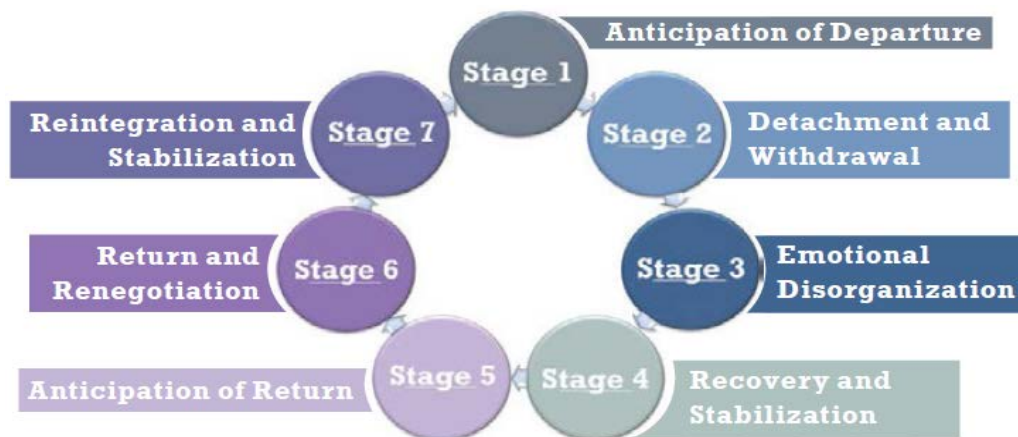 Stage 1
Anticipation of Departure
Stage 2
Detachment and
Withdrawal
Stage 3
Emotional
Disorganization
Stage 4
Recovery and
Stabilization
Stage 5
Anticipation of Return
Stage 6
Return and
Renegotiation
Stage 7
Reintegration and
Stabilization